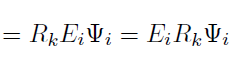 = R_k E_i Ψ_i = E_i R_k Ψ_i